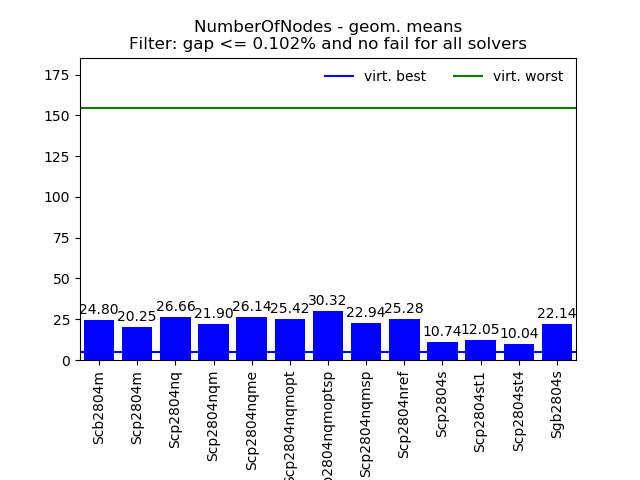 NumberOfNodes - geom. means
Filter: gap <= 0.102% and no fail for all solvers
virt. best
virt. worst
175
150
125
100
75
50
25
0
24.80
20.25
26.66
21.90
26.14
25.42
30.32
22.94
25.28
10.74
12.05
10.04
22.14
Scb2804m
Scp2804m
Scp2804nq
Scp2804nqm
Scp2804nqme
Scp2804nqmopt
p2804nqmoptsp
Scp2804nqmsp
Scp2804nref
Scp2804s
Scp2804st1
Scp2804st4
Sgb2804s